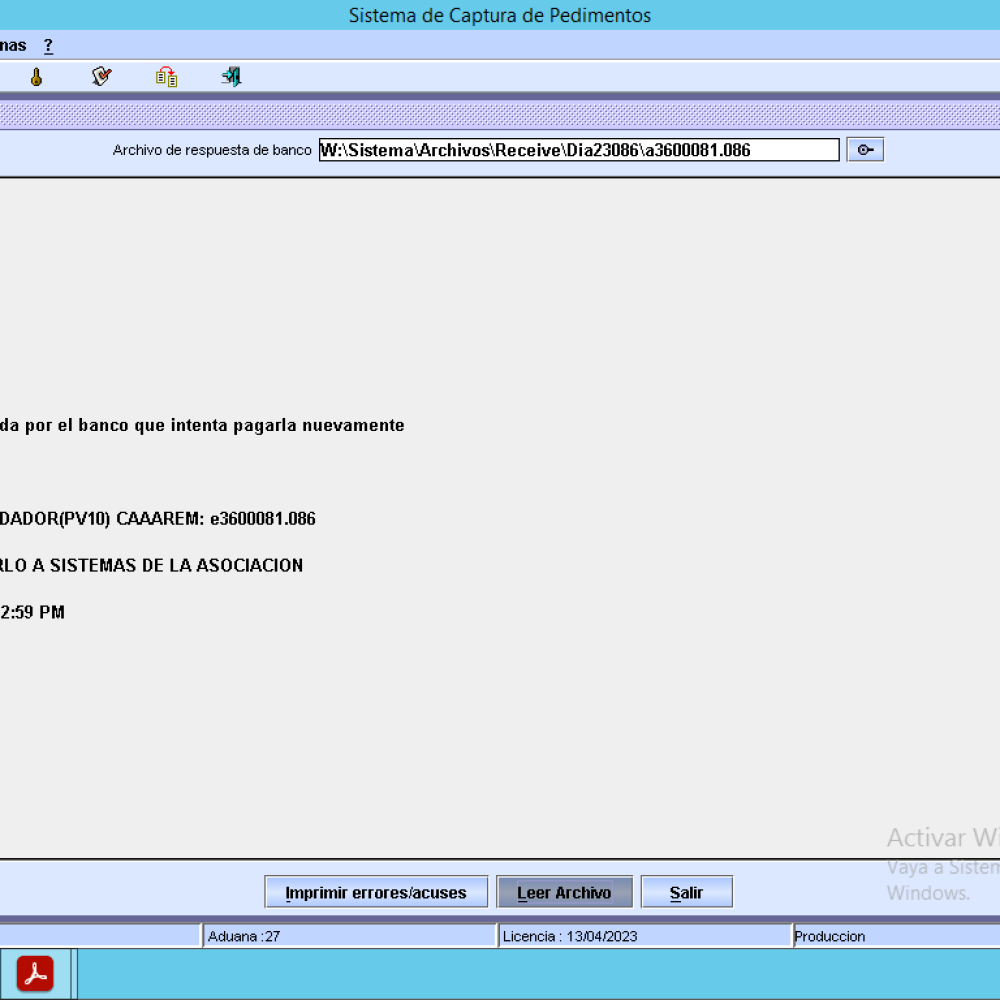 Sistema de Captura de Pedimentos
nas ?
Archivo de respuesta de banco W:\Sistema\Archivos\Receive\Dia23086\a3600081.086
da por el banco que intenta pagarla nuevamente
DADOR(PV10) CAAAREM: e3600081.086
RLO A SISTEMAS DE LA ASOCIACION
2:59 PM
Activar Wi
Vaya a Sistem
Windows.
Imprimir errores/acuses Leer Archivo Salir
Aduana :27 Licencia : 13/04/2023 Produccion